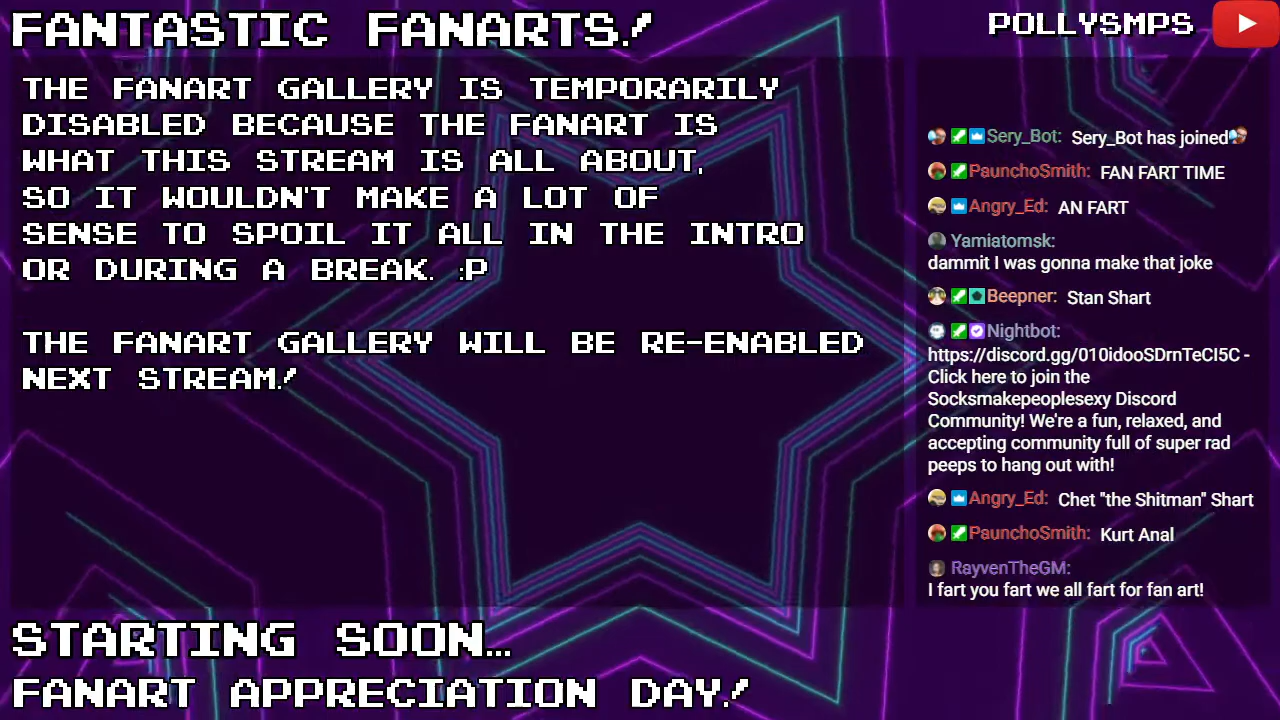 FANTASTIC FANARTS!
POLLYSMPS
THE FANART GALLERY IS TEMPORARILY
DISABLED BECAUSE THE FANART IS
WHAT THIS STREAM IS ALL ABOUT,
SO IT WOULDN'T MAKE A LOT OF
SENSE TO SPOIL IT ALL IN THE INTRO
OR DURING A BREAK. :P
THE FANART GALLERY WILL BE RE-ENABLED
NEXT STREAM!
Sery_Bot: Sery_Bot has joined
PaunchoSmith: FAN FART TIME
Angry_Ed: AN FART
Yamiatomsk:
dammit I was gonna make that joke
Beepner: Stan Shart
Nightbot:
https://discord.gg/010idooSDrnTeCI5C -
Click here to join the
Socksmakepeoplesexy Discord
Community! We're a fun, relaxed, and
accepting community full of super rad
peeps to hang out with!
Angry_Ed: Chet "the Shitman" Shart
PaunchoSmith: Kurt Anal
RayvenTheGM:
I fart you fart we all fart for fan art!
STARTING SOON...
FANART APPRECIATION DAY!